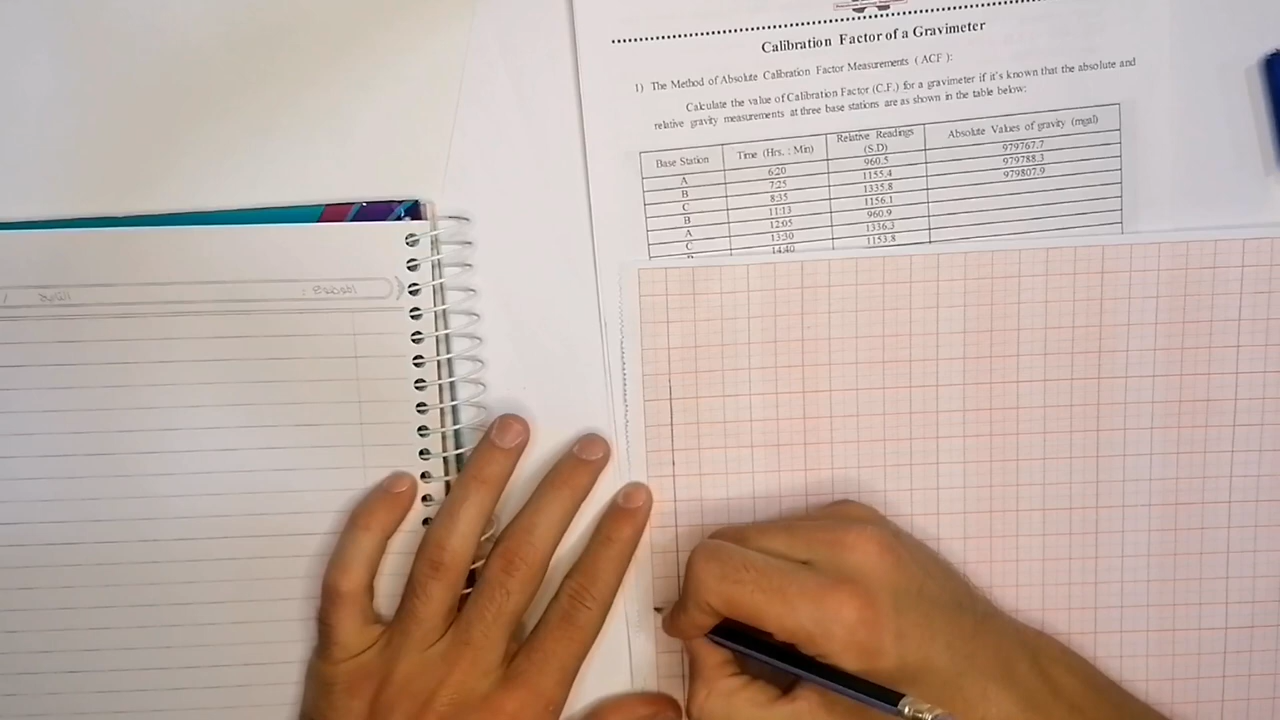 Calibration Factor of a Gravimeter
1) The Method of Absolute Calibration Factor Measurements ( ACF ):
Calculate the value of Calibration Factor (C.F.) for a gravimeter if it's known that the absolute and
relative gravity measurements at three base stations are as shown in the table below:
Base Station Time (Hrs. : Min) Relative Readings (S.D) Absolute Values of gravity (mgal)
A 6:20 960.5 979767.7
B 7:25 1155.4 979788.3
C 8:35 1335.8 979807.9
B 11:13 1156.1
A 12:05 960.9
C 13:30 1336.3
14:40 1153.8
الموضوع :
التاريخ /